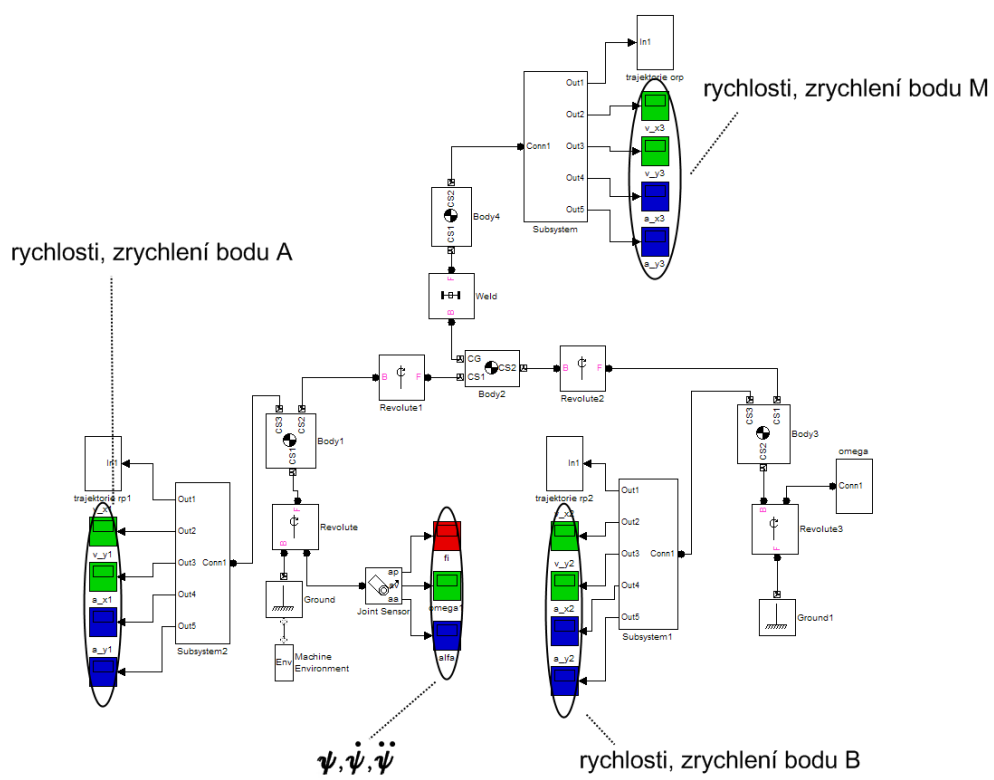 In1
trajektorie orp
rychlosti, zrychlení bodu M
Out1
Out2
Out3
Out4
Out5
Conn1
Subsystem
v_x3
v_y3
a_x3
a_y3
CS2
CS1
Body4
rychlosti, zrychlení bodu A
F
B
Weld
CG
CS1
CS2
Body2
B
F
Revolute1
B
F
Revolute2
CS3
CS2
CS1
Body1
CS3
CS1
CS2
Body3
omega
Conn1
In1
trajektorie rp1
v_x1
v_y1
a_x1
a_y1
Out1
Out2
Out3
Out4
Out5
Conn1
Subsystem2
F
B
Revolute
Ground
Env
Machine
Environment
ap
av
aa
Joint Sensor
fi
omega1
alfa
In1
trajektorie rp2
v_x2
v_y2
a_x2
a_y2
Out1
Out2
Out3
Out4
Out5
Conn1
Subsystem1
B
F
Revolute3
Ground1
ψ, ψ̇, ψ̈
rychlosti, zrychlení bodu B